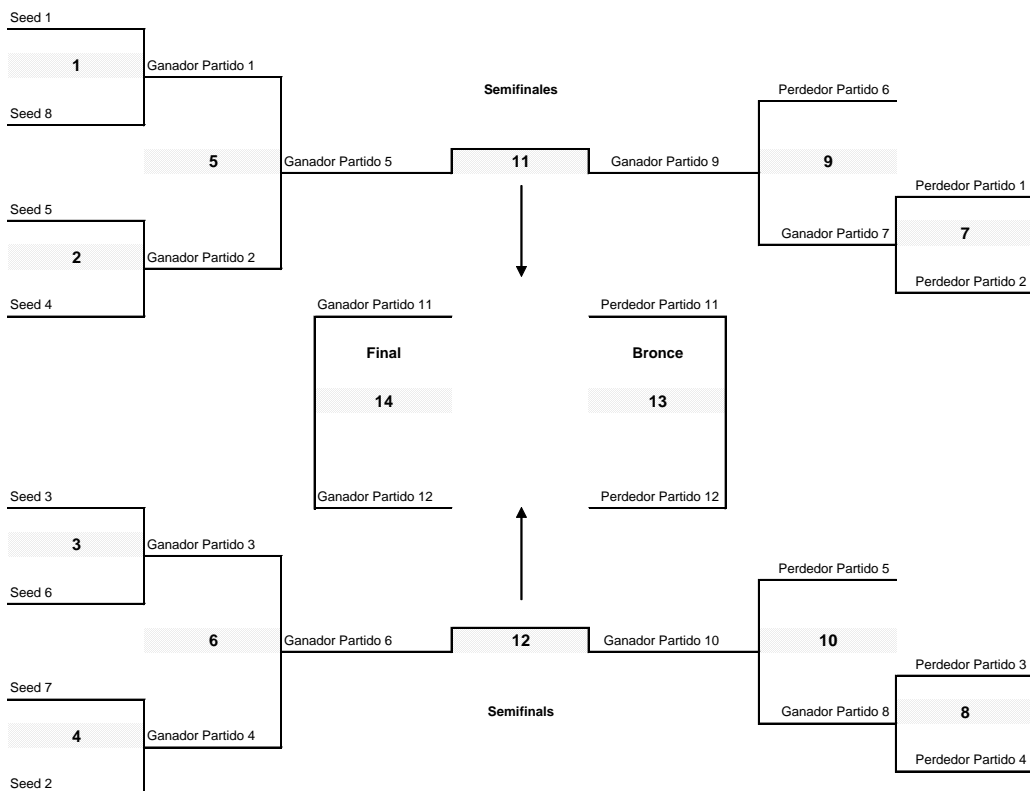 Seed 1
1
Ganador Partido 1
Seed 8
Semifinales
Perdedor Partido 6
5
Ganador Partido 5
11
Ganador Partido 9
9
Perdedor Partido 1
Seed 5
2
Ganador Partido 2
Ganador Partido 7
7
Seed 4
Perdedor Partido 2
Ganador Partido 11
Perdedor Partido 11
Final
Bronce
14
13
Ganador Partido 12
Perdedor Partido 12
Seed 3
3
Ganador Partido 3
Seed 6
Perdedor Partido 5
6
Ganador Partido 6
12
Ganador Partido 10
10
Perdedor Partido 3
Seed 7
4
Ganador Partido 4
Semifinals
Ganador Partido 8
8
Perdedor Partido 4
Seed 2